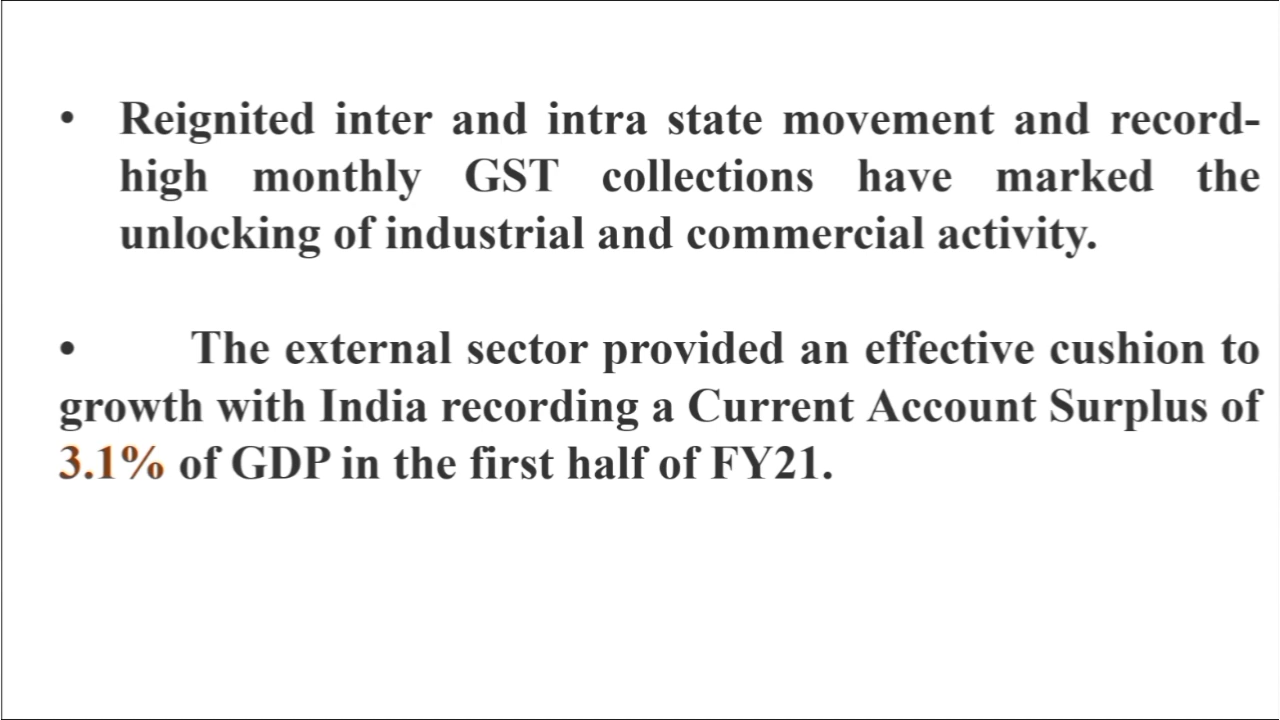 • Reignited inter and intra state movement and record-
high monthly GST collections have marked the
unlocking of industrial and commercial activity.
• The external sector provided an effective cushion to
growth with India recording a Current Account Surplus of
3.1% of GDP in the first half of FY21.